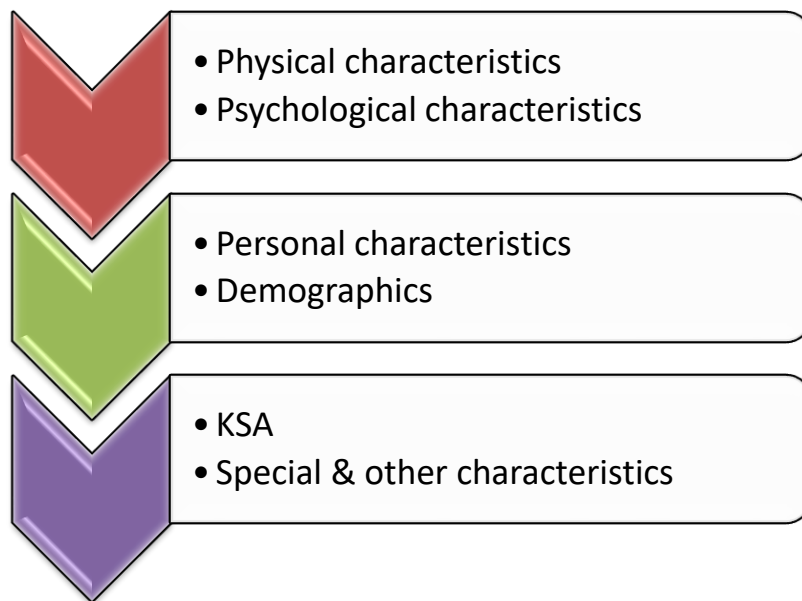 • Physical characteristics
• Psychological characteristics
• Personal characteristics
• Demographics
• KSA
• Special & other characteristics